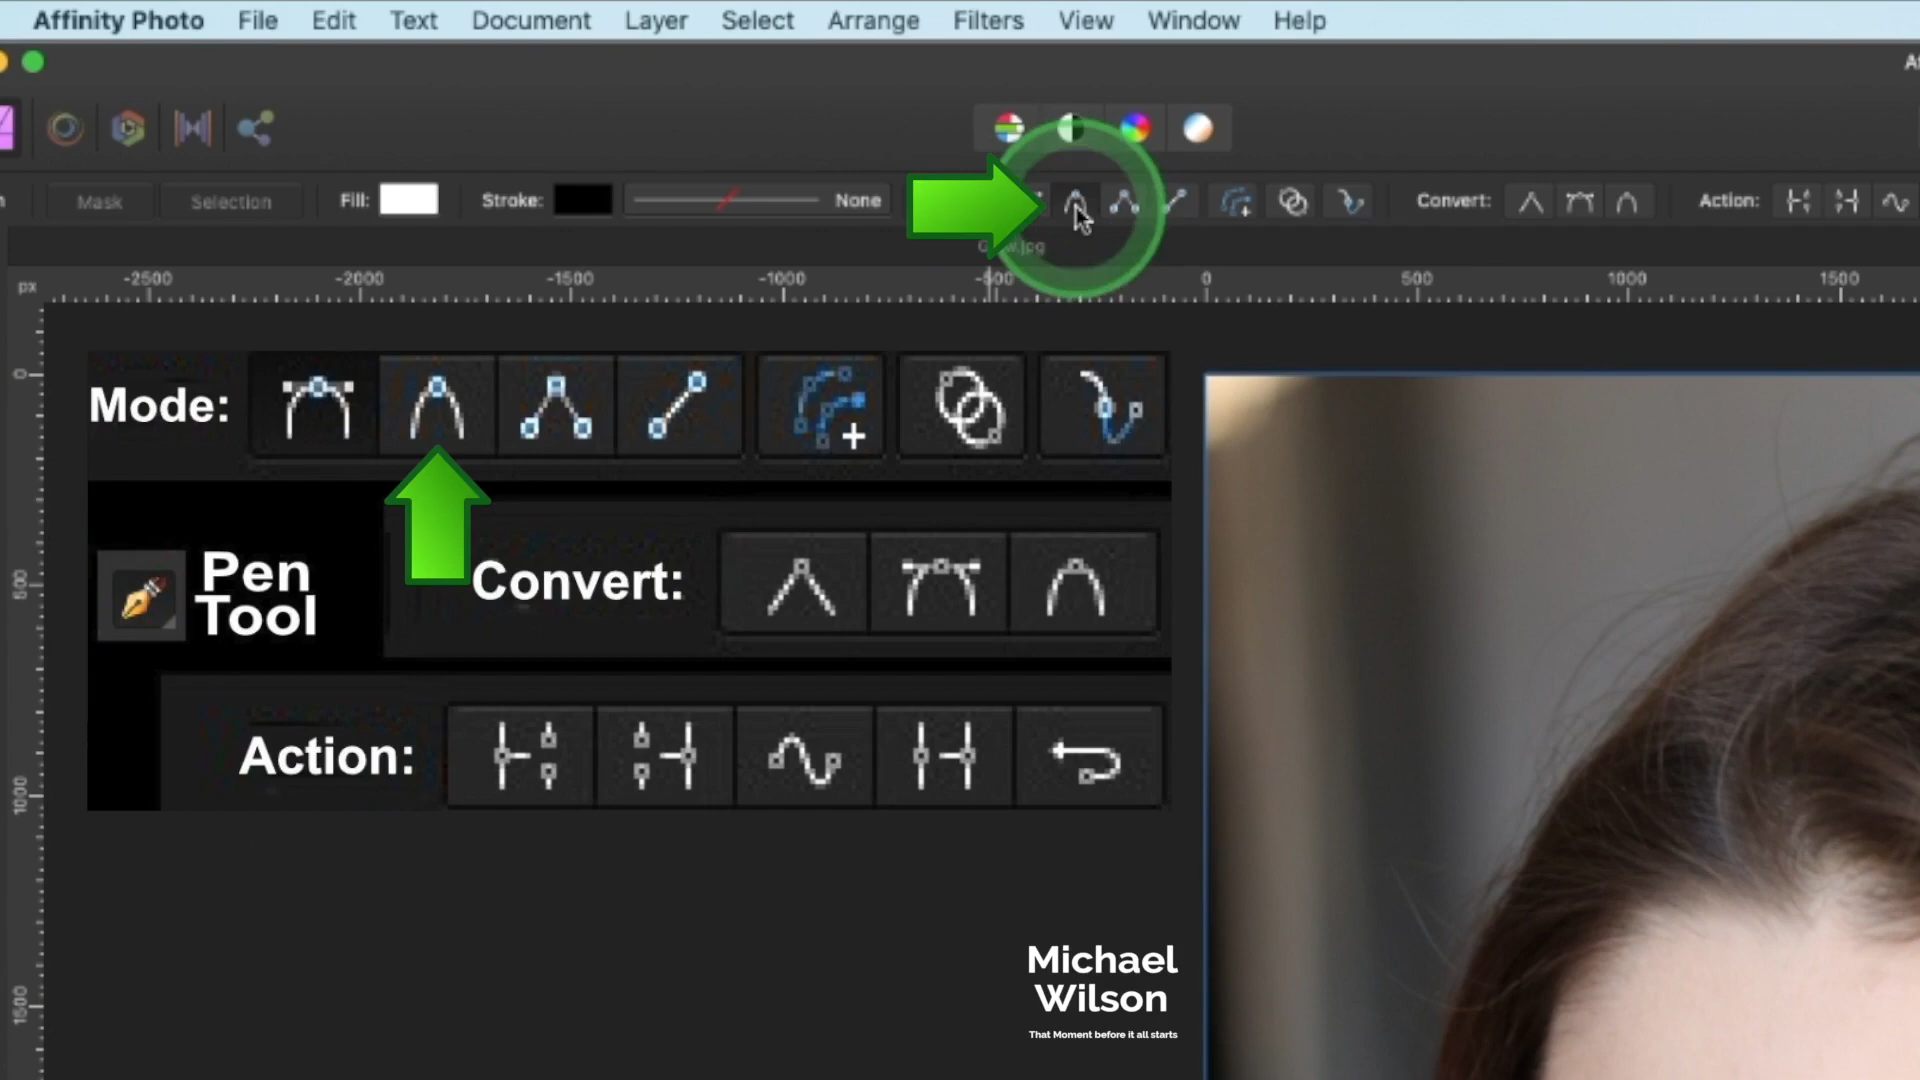 Affinity Photo File Edit Text Document Layer Select Arrange Filters View Window Help
Mask Selection Fill: Stroke: None Convert: Action:
px -2500 -2000 -1500 -1000 -500 0 500 1000 1500
0
500
1000
1500
Mode:
Pen
Tool
Convert:
Action:
Michael
Wilson
That Moment before it all starts